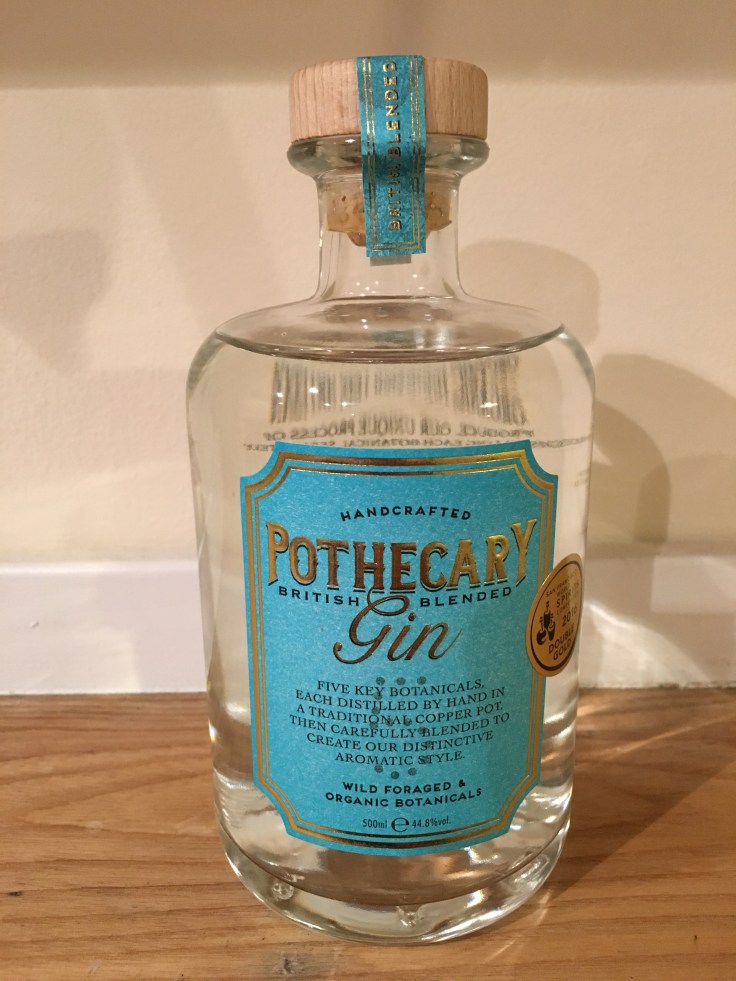 BRITISH BLENDED
HANDCRAFTED
POTHECARY
BRITISH BLENDED
Gin
FIVE KEY BOTANICALS,
EACH DISTILLED BY HAND IN
A TRADITIONAL COPPER POT,
THEN CAREFULLY BLENDED TO
CREATE OUR DISTINCTIVE
AROMATIC STYLE.
WILD FORAGED &
ORGANIC BOTANICALS
500ml ℮ 44.8%vol.
DOUBLE
GOLD